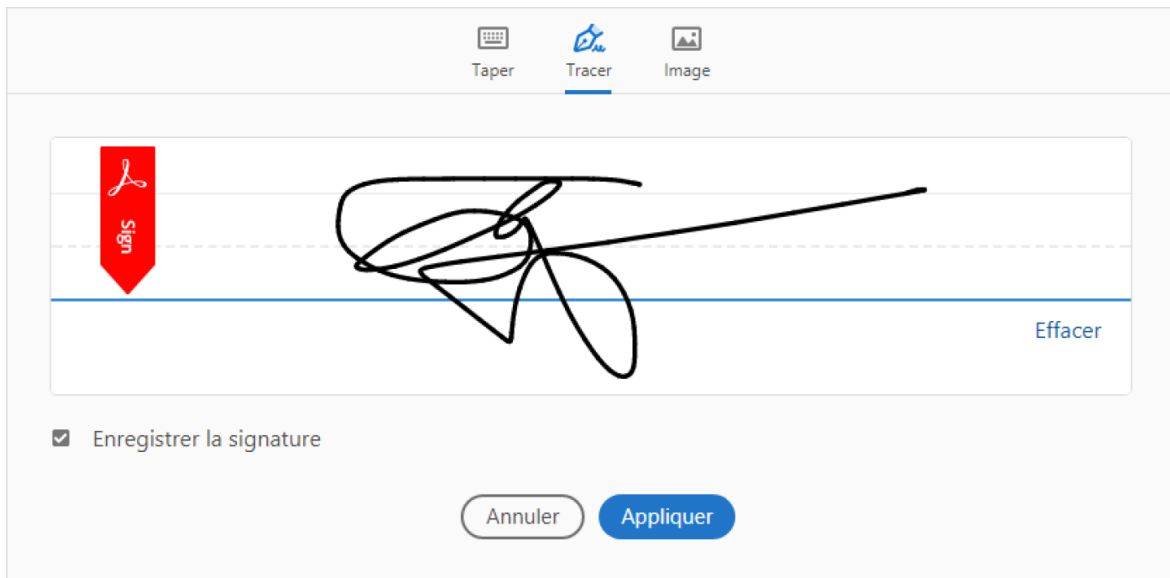 Taper Tracer Image
Sign
Effacer
Enregistrer la signature
Annuler Appliquer